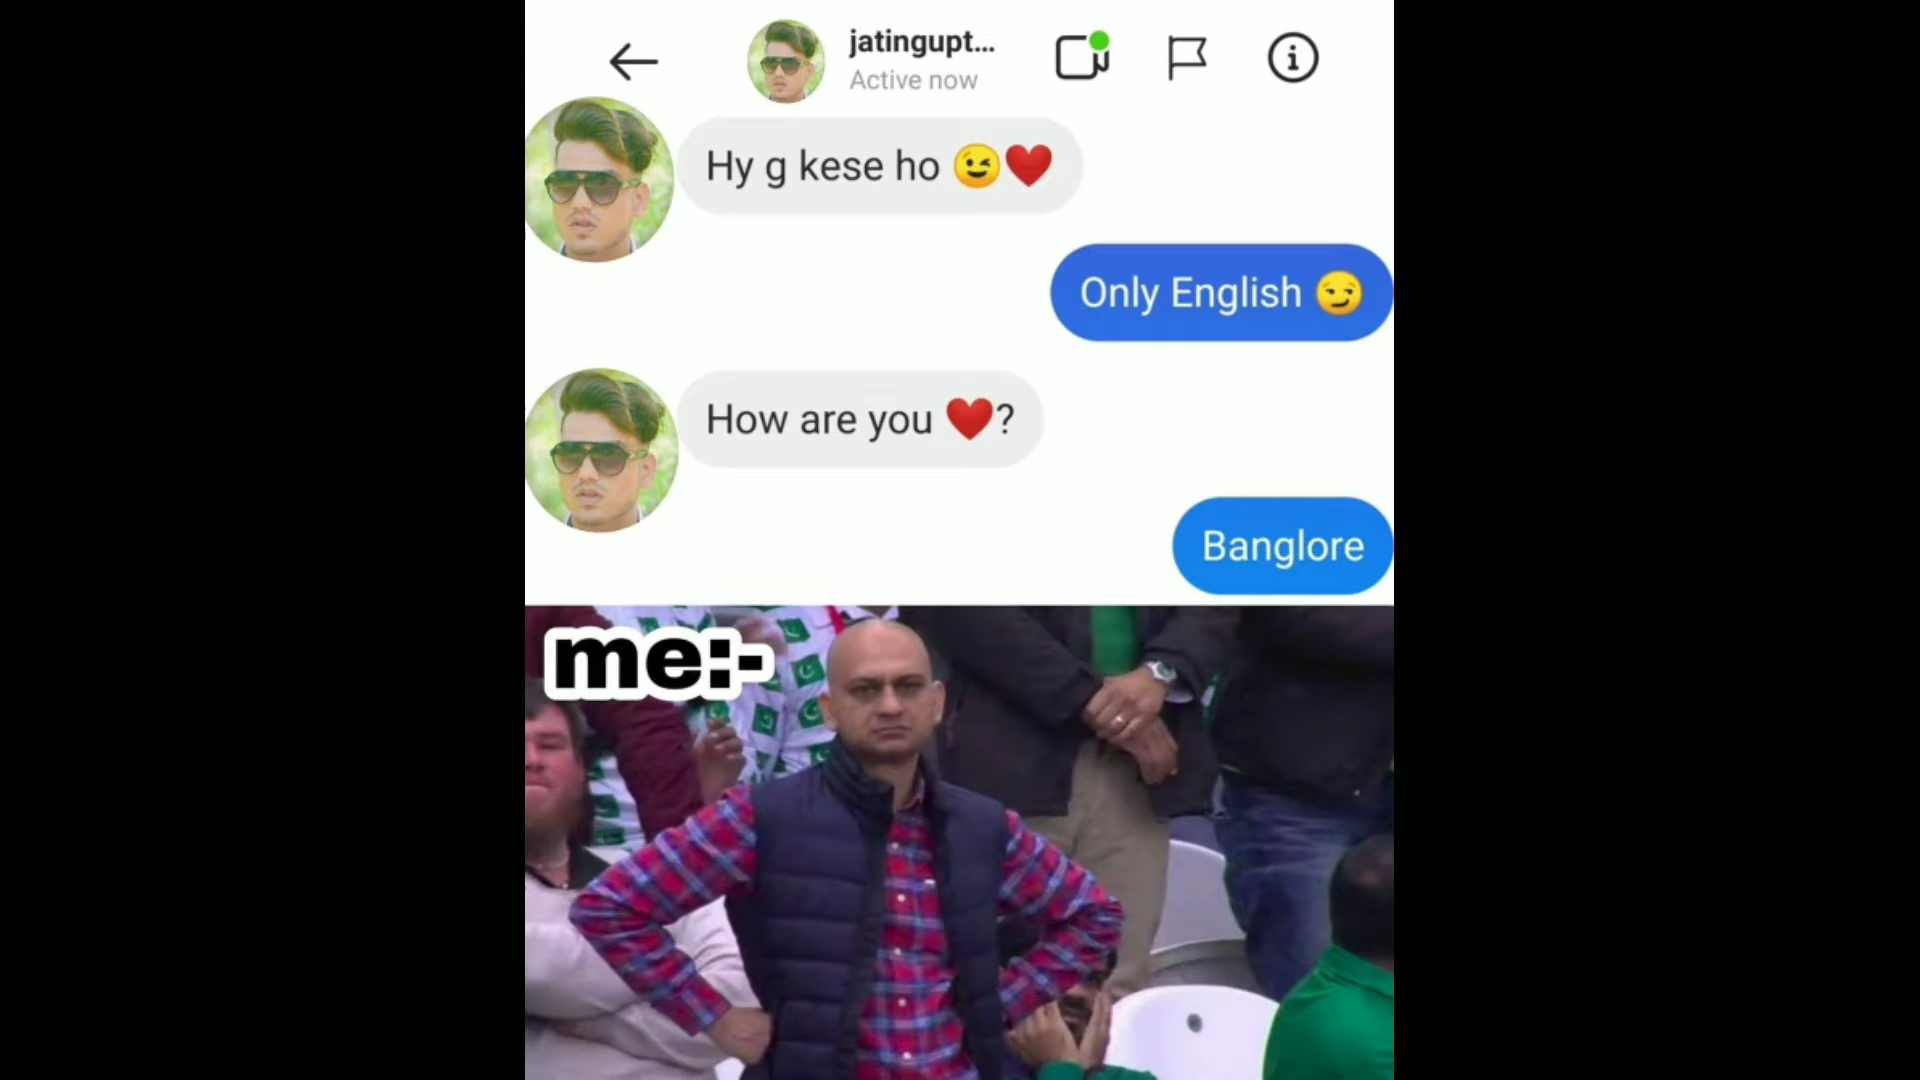 jatingupt...
Active now
Hy g kese ho 😉❤️
Only English 😏
How are you ❤️?
Banglore
me:-